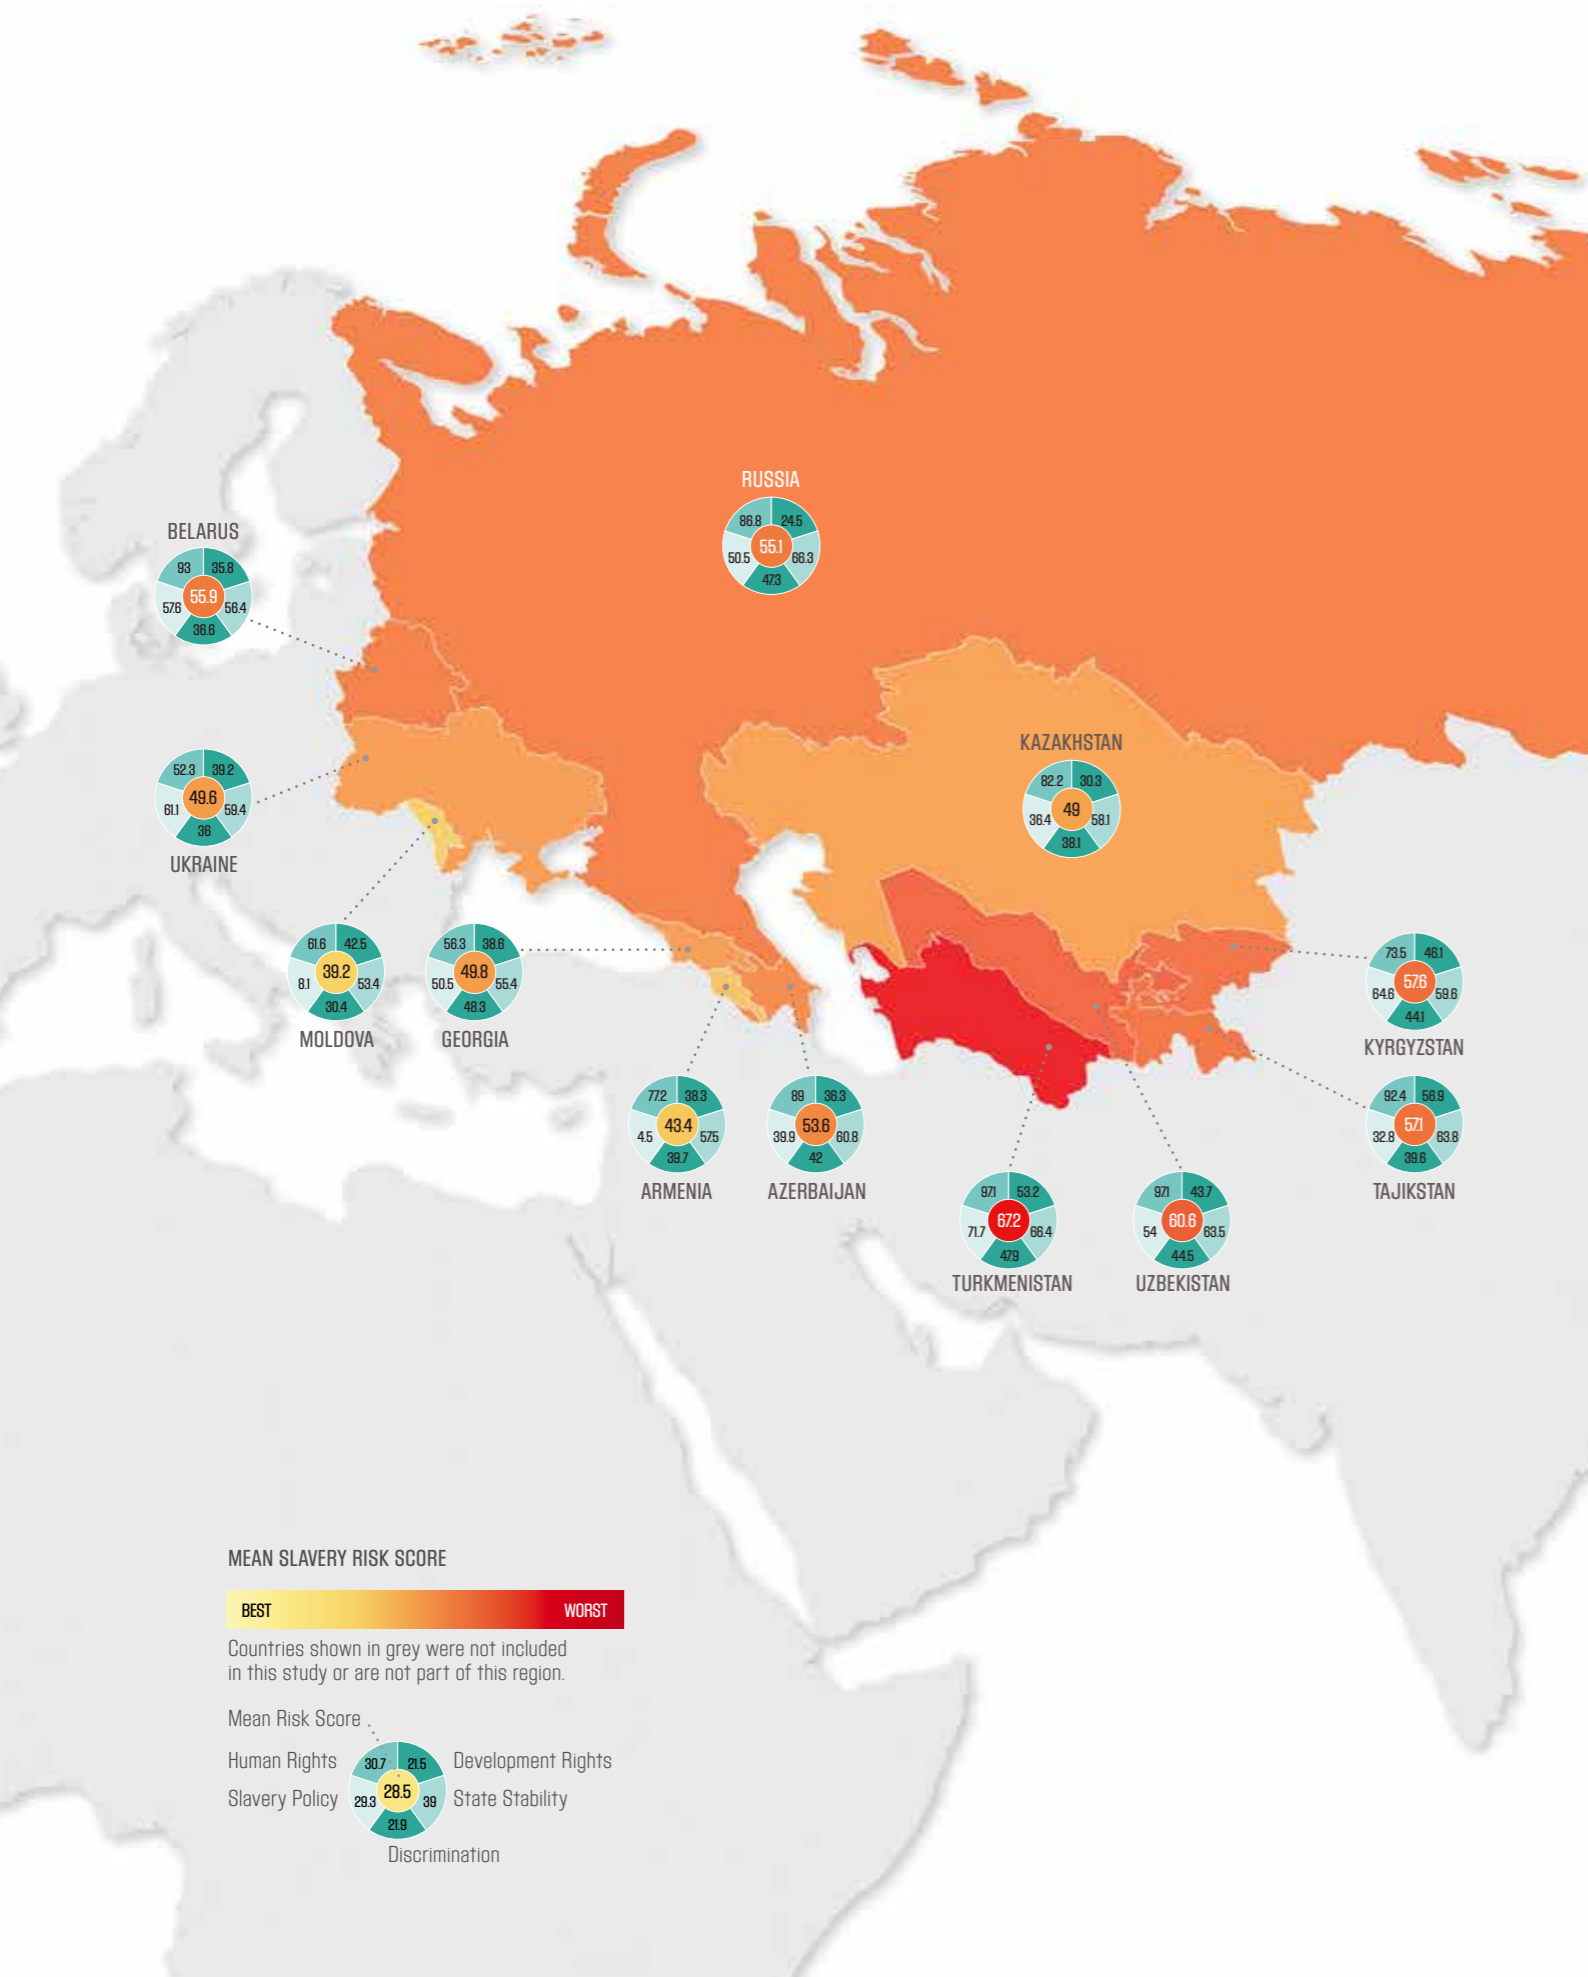 RUSSIA
86.8 24.5
55.1
50.5 66.3
47.3
BELARUS
93 35.8
55.9
57.6 56.4
36.6
KAZAKHSTAN
82.2 30.3
49
36.4 58.1
38.1
52.3 39.2
49.6
61.1 59.4
36
UKRAINE
61.6 42.5
39.2
8.1 53.4
30.4
MOLDOVA
56.3 38.6
49.8
50.5 55.4
48.3
GEORGIA
73.5 46.1
57.6
64.6 59.6
44.1
KYRGYZSTAN
77.2 38.3
43.4
4.5 57.5
39.7
ARMENIA
89 36.3
53.6
39.9 60.8
42
AZERBAIJAN
92.4 56.9
57.1
32.8 63.8
39.6
TAJIKSTAN
97.1 53.2
67.2
71.7 66.4
47.9
TURKMENISTAN
97.1 43.7
60.6
54 63.5
44.5
UZBEKISTAN
MEAN SLAVERY RISK SCORE
BEST WORST
Countries shown in grey were not included
in this study or are not part of this region.
Mean Risk Score
Human Rights 30.7 21.5 Development Rights
28.5
Slavery Policy 29.3 39 State Stability
21.9
Discrimination